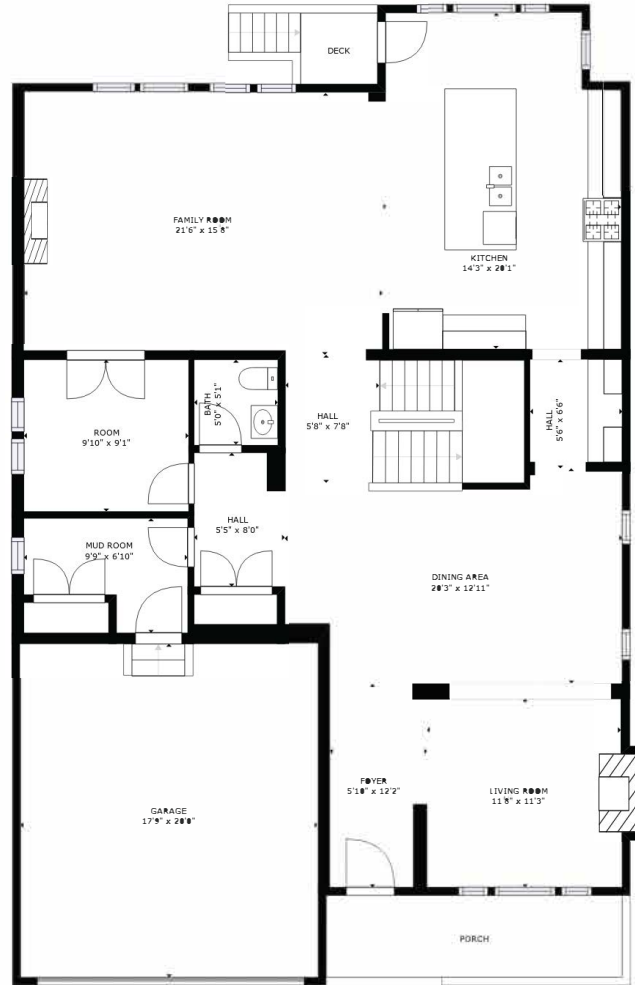 DECK
FAMILY ROOM
21'6" x 15'8"
KITCHEN
14'3" x 20'1"
BATH
5'0" x 5'1"
HALL
5'8" x 7'8"
HALL
5'6" x 6'6"
ROOM
9'10" x 9'1"
HALL
5'5" x 8'0"
MUD ROOM
9'9" x 6'10"
DINING AREA
20'3" x 12'11"
FOYER
5'10" x 12'2"
LIVING ROOM
11'8" x 11'3"
GARAGE
17'9" x 20'0"
PORCH